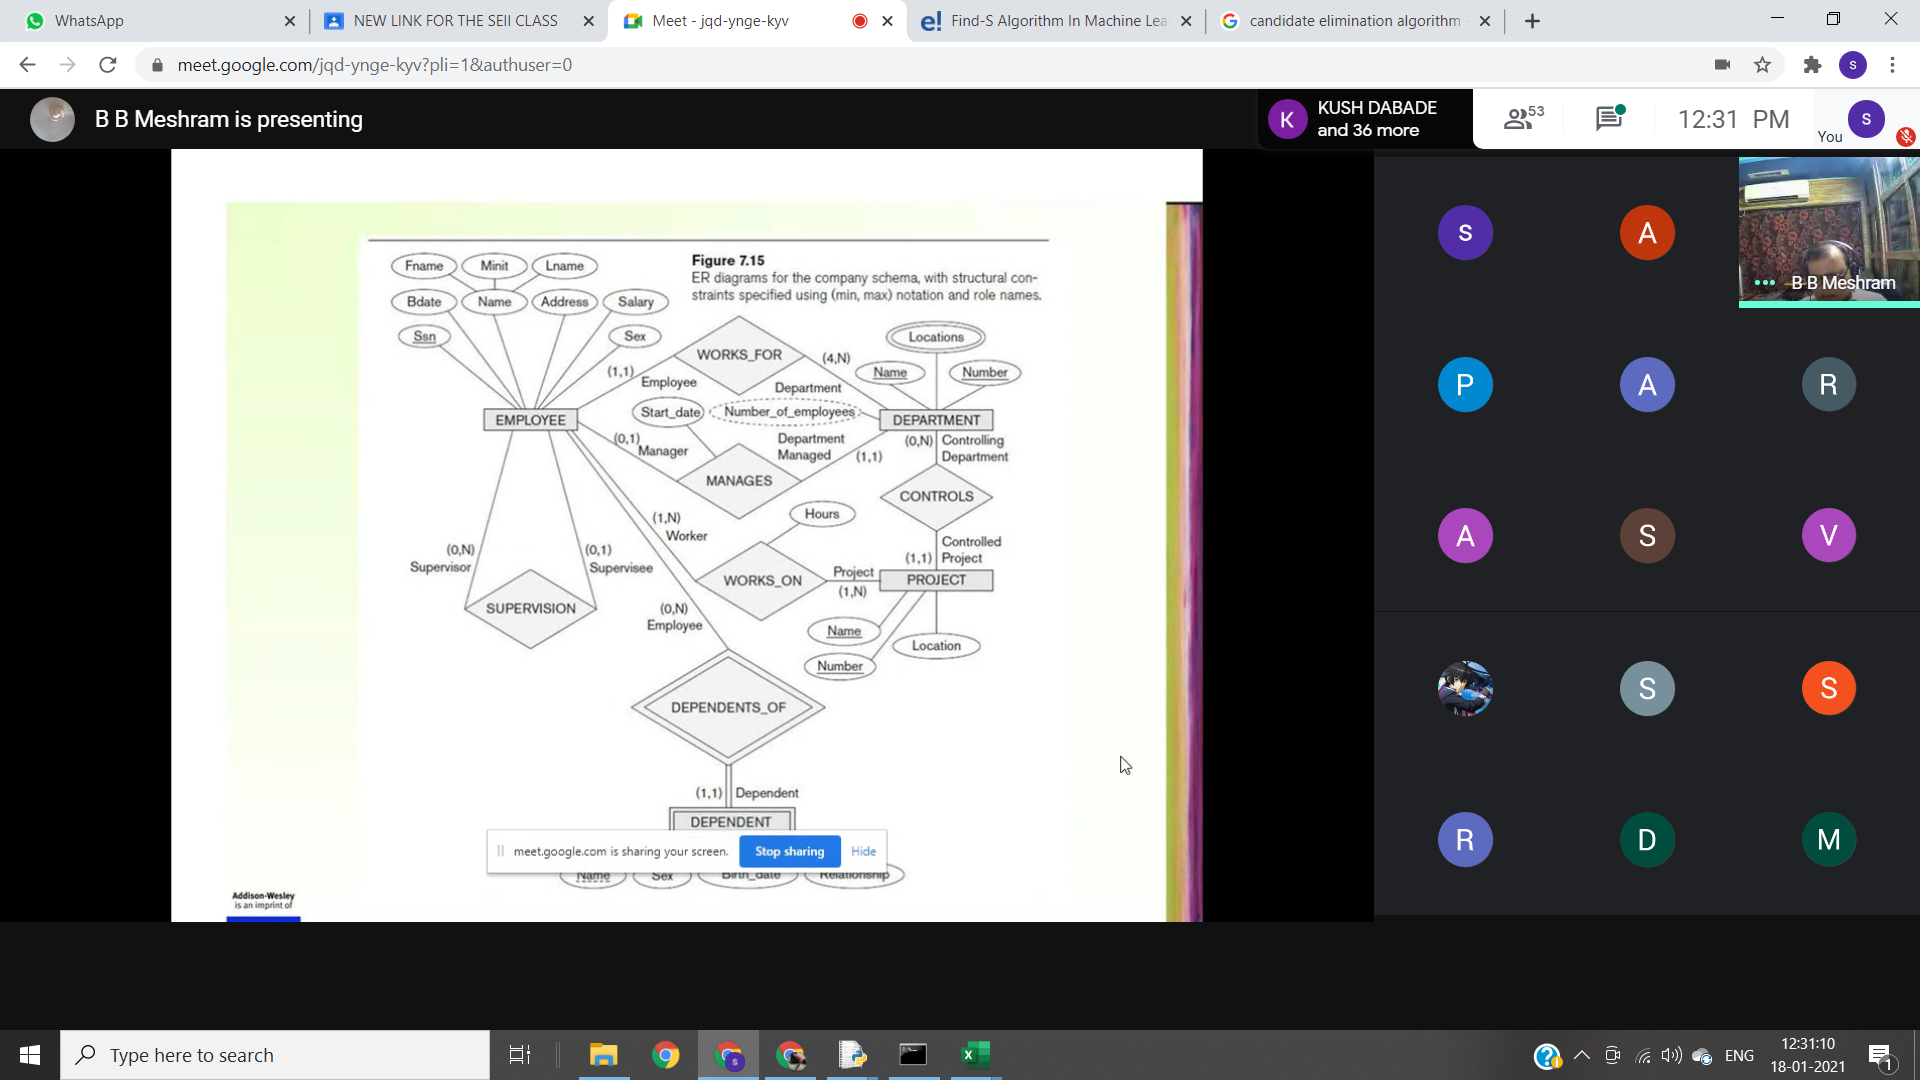 WhatsApp
NEW LINK FOR THE SEII CLASS
Meet - jqd-ynge-kyv
Find-S Algorithm In Machine Lea
candidate elimination algorithm
meet.google.com/jqd-ynge-kyv?pli=1&authuser=0
S
B B Meshram is presenting
K
KUSH DABADE
and 36 more
53
12:31 PM
You
S
Figure 7.15
ER diagrams for the company schema, with structural con-
straints specified using (min, max) notation and role names.
Fname
Minit
Lname
Bdate
Name
Address
Salary
Ssn
Sex
WORKS_FOR
(4,N)
Locations
(1,1)
Employee
Department
Name
Number
Start_date
Number_of_employees
EMPLOYEE
DEPARTMENT
(0,1)
Manager
Department
Managed
(1,1)
(0,N)
Controlling
Department
MANAGES
CONTROLS
Hours
(1,N)
Worker
(0,N)
Supervisor
(0,1)
Supervisee
Controlled
Project
(1,1)
WORKS_ON
Project
(1,N)
PROJECT
SUPERVISION
(0,N)
Employee
Name
Number
Location
DEPENDENTS_OF
(1,1)
Dependent
DEPENDENT
meet.google.com is sharing your screen.
Stop sharing
Hide
Name
Sex
Birth_date
Relationship
Addison-Wesley
is an imprint of
S
A
B B Meshram
P
A
R
A
S
V
S
S
R
D
M
Type here to search
ENG
12:31:10
18-01-2021
1